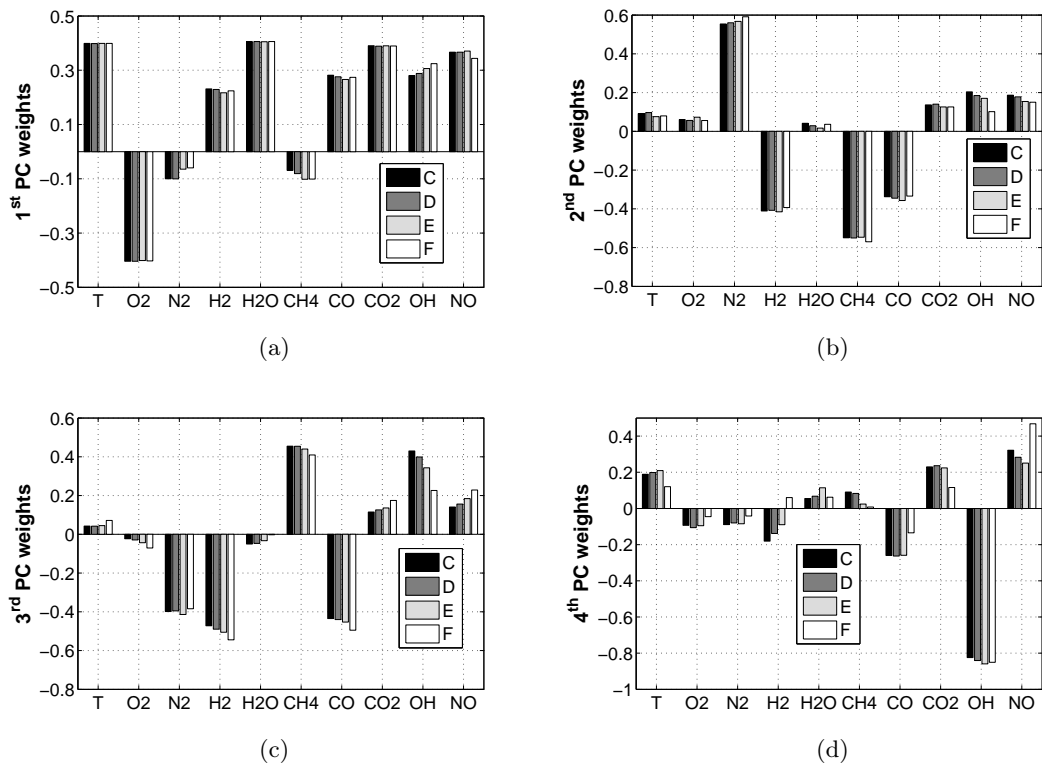 0.5
0.3
0.1
−0.1
−0.3
−0.5
1st PC weights
T O2 N2 H2 H2O CH4 CO CO2 OH NO
C
D
E
F
(a)
0.6
0.4
0.2
0
−0.2
−0.4
−0.6
−0.8
2nd PC weights
T O2 N2 H2 H2O CH4 CO CO2 OH NO
C
D
E
F
(b)
0.6
0.4
0.2
0
−0.2
−0.4
−0.6
−0.8
3rd PC weights
T O2 N2 H2 H2O CH4 CO CO2 OH NO
C
D
E
F
(c)
0.4
0.2
0
−0.2
−0.4
−0.6
−0.8
−1
4th PC weights
T O2 N2 H2 H2O CH4 CO CO2 OH NO
C
D
E
F
(d)